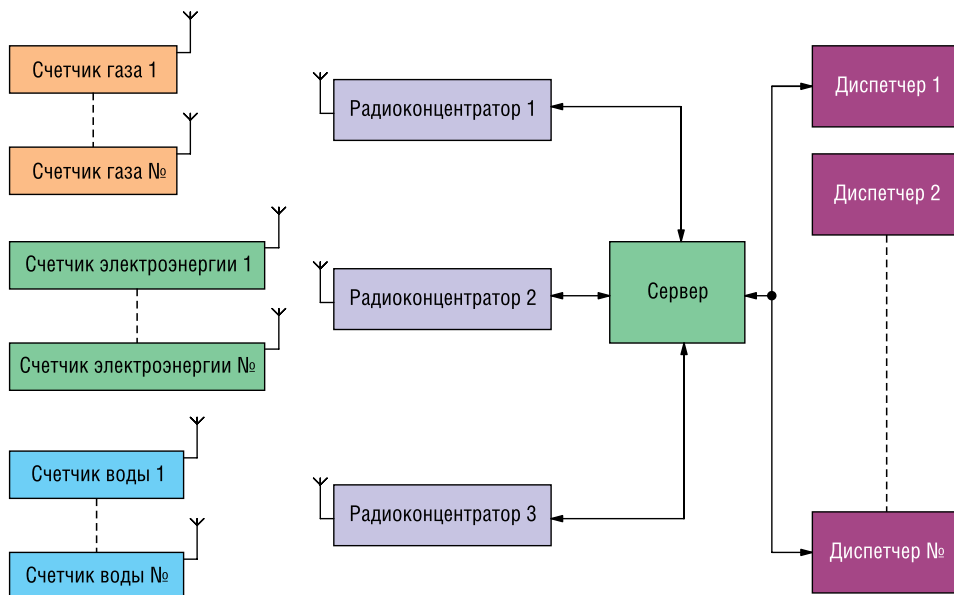 Счетчик газа 1
Счетчик газа №
Счетчик электроэнергии 1
Счетчик электроэнергии №
Счетчик воды 1
Счетчик воды №
Радиоконцентратор 1
Радиоконцентратор 2
Радиоконцентратор 3
Сервер
Диспетчер 1
Диспетчер 2
Диспетчер №